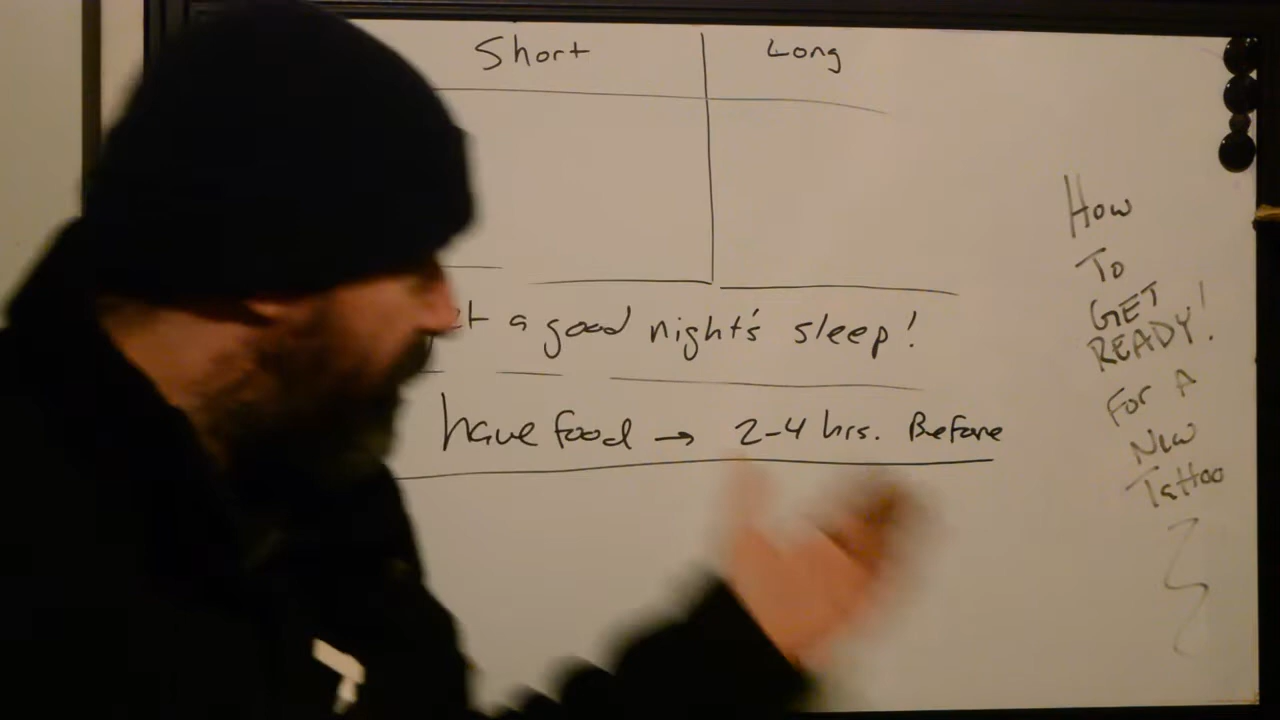 Short
Long
a good night's sleep!
have food → 2-4 hrs. Before
How
To
GET
READY!
For A
New
Tattoo